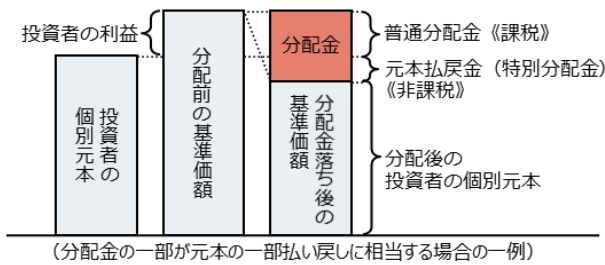 投資者の利益
投資者の
個別元本
分配前の基準価額
分配金
分配金落ち後の
基準価額
普通分配金《課税》
元本払戻金（特別分配金）
《非課税》
分配後の
投資者の個別元本
（分配金の一部が元本の一部払い戻しに相当する場合の一例）